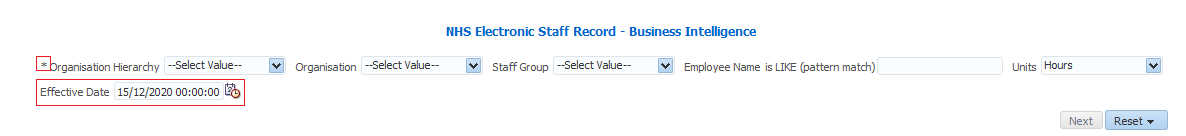 NHS Electronic Staff Record - Business Intelligence
* Organisation Hierarchy --Select Value-- Organisation --Select Value-- Staff Group --Select Value-- Employee Name is LIKE (pattern match) Units Hours
Effective Date 15/12/2020 00:00:00
Next Reset